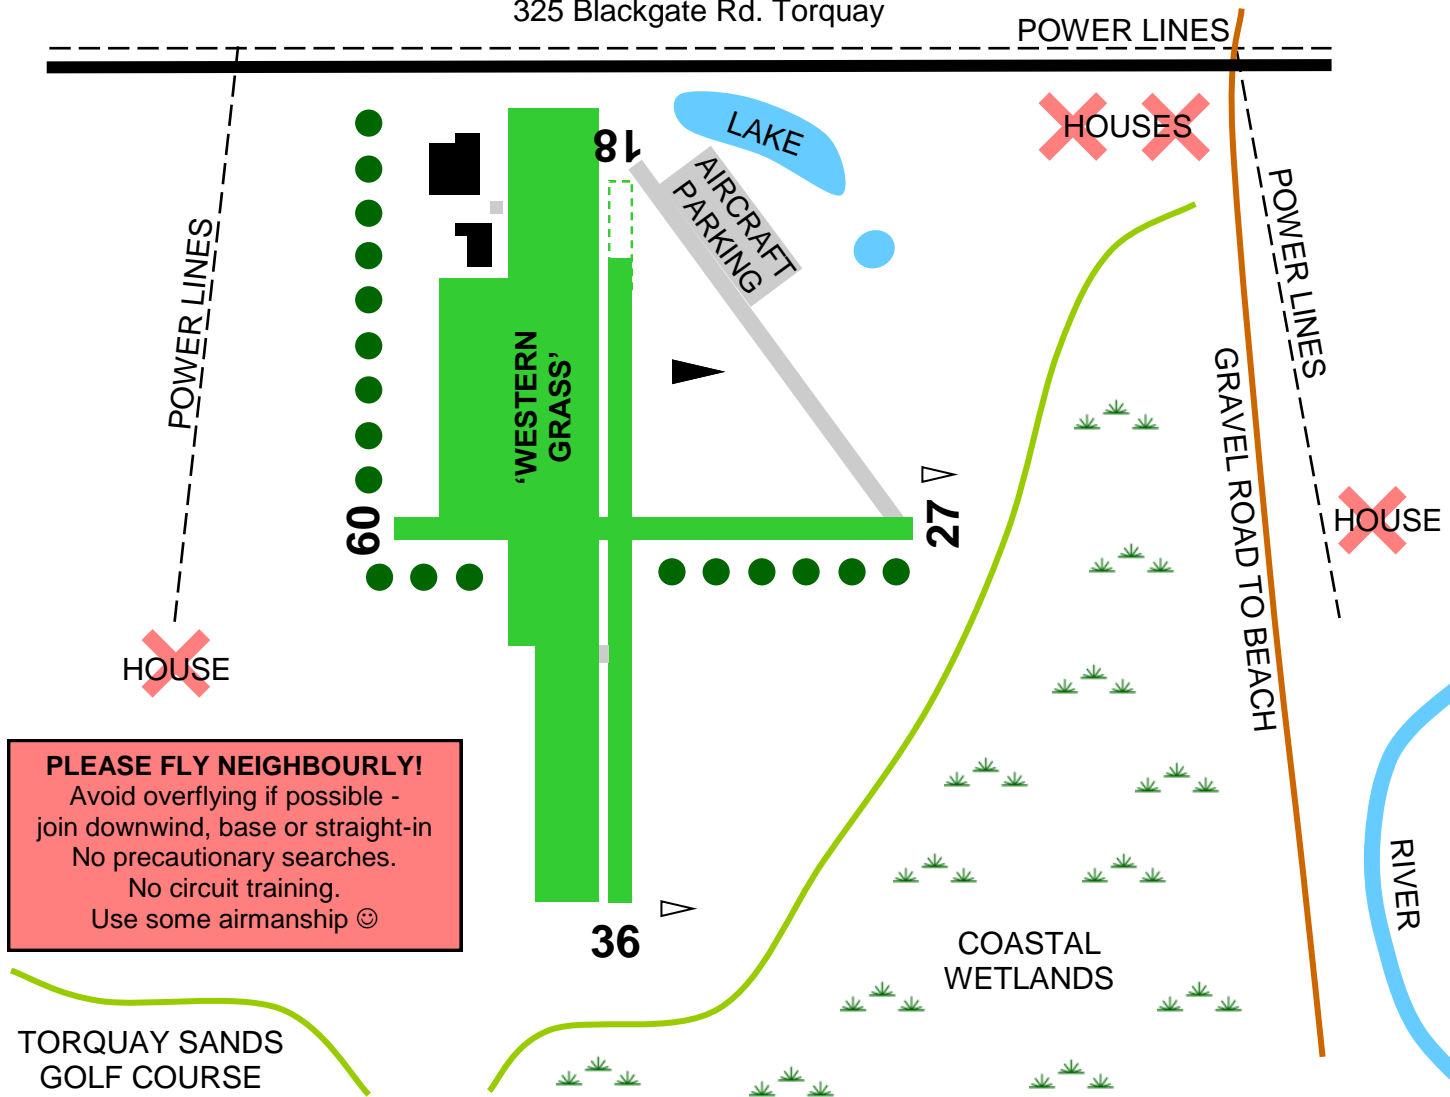 325 Blackgate Rd. Torquay
POWER LINES
LAKE
HOUSES
18
AIRCRAFT
PARKING
POWER LINES
POWER LINES
'WESTERN
GRASS'
GRAVEL ROAD TO BEACH
09
27
HOUSE
HOUSE
PLEASE FLY NEIGHBOURLY!
Avoid overflying if possible -
join downwind, base or straight-in
No precautionary searches.
No circuit training.
Use some airmanship ☺
RIVER
36
COASTAL
WETLANDS
TORQUAY SANDS
GOLF COURSE